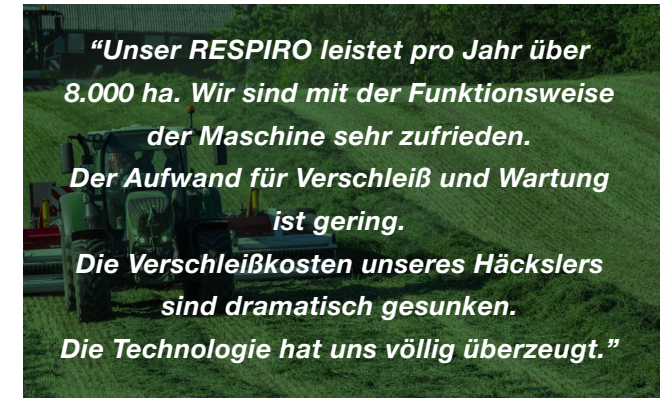 “Unser RESPIRO leistet pro Jahr über
8.000 ha. Wir sind mit der Funktionsweise
der Maschine sehr zufrieden.
Der Aufwand für Verschleiß und Wartung
ist gering.
Die Verschleißkosten unseres Häckslers
sind dramatisch gesunken.
Die Technologie hat uns völlig überzeugt.”